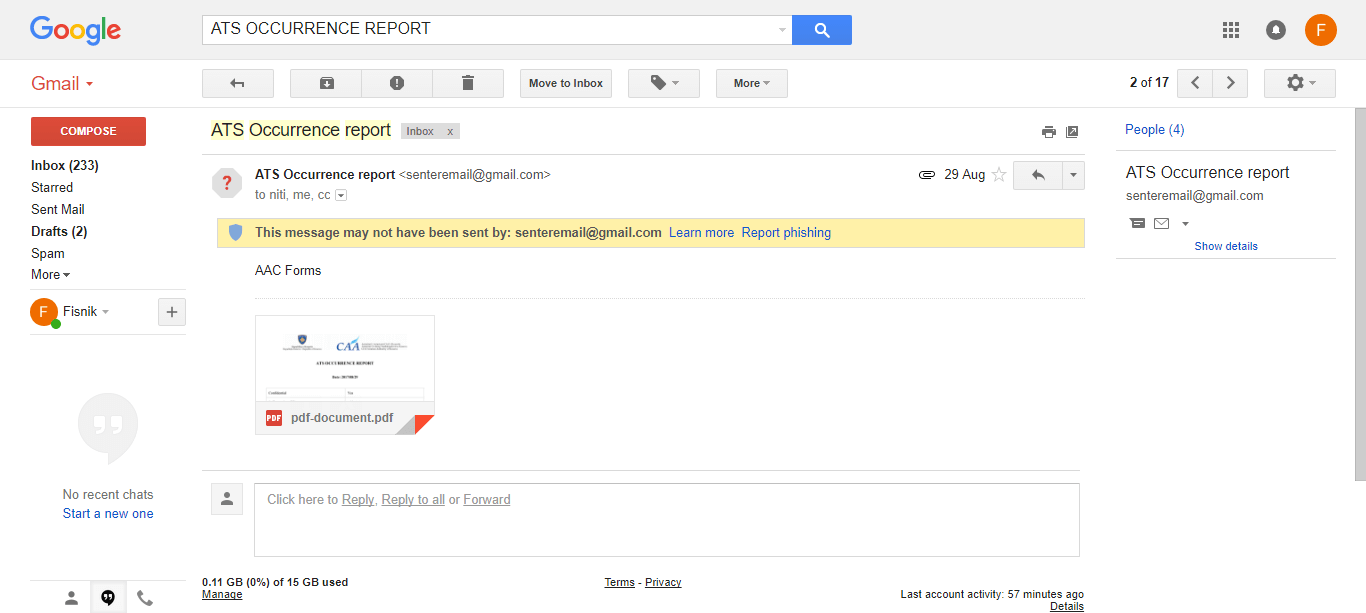 Google
ATS OCCURRENCE REPORT
F
Gmail
Move to Inbox
More
2 of 17
COMPOSE
Inbox (233)
Starred
Sent Mail
Drafts (2)
Spam
More
F Fisnik
+
No recent chats
Start a new one
ATS Occurrence report Inbox x
? ATS Occurrence report <senteremail@gmail.com> 29 Aug
to niti, me, cc
This message may not have been sent by: senteremail@gmail.com Learn more Report phishing
AAC Forms
CAA
ATS OCCURRENCE REPORT
Confidential
PDF pdf-document.pdf
Click here to Reply, Reply to all or Forward
People (4)
ATS Occurrence report
senteremail@gmail.com
Show details
0.11 GB (0%) of 15 GB used
Manage
Terms - Privacy
Last account activity: 57 minutes ago
Details